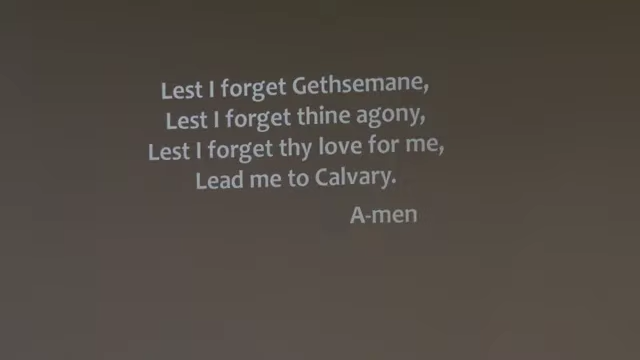 Lest I forget Gethsemane,
Lest I forget thine agony,
Lest I forget thy love for me,
Lead me to Calvary.
A-men